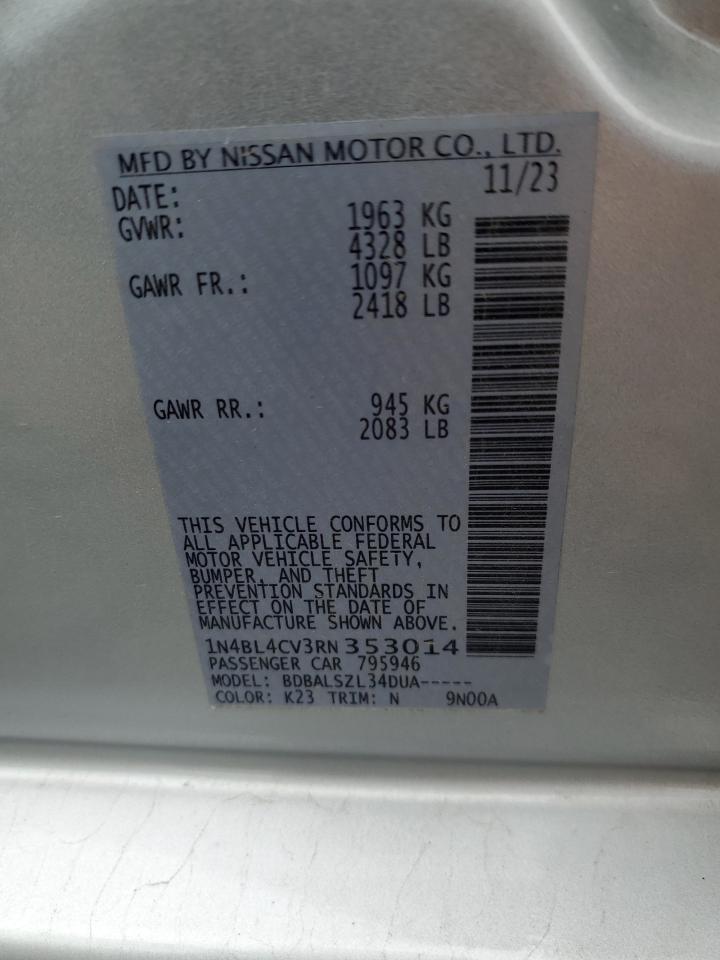 MFD BY NISSAN MOTOR CO., LTD.
DATE: 11/23
GVWR: 1963 KG
4328 LB
GAWR FR.: 1097 KG
2418 LB
GAWR RR.: 945 KG
2083 LB
THIS VEHICLE CONFORMS TO
ALL APPLICABLE FEDERAL
MOTOR VEHICLE SAFETY,
BUMPER, AND THEFT
PREVENTION STANDARDS IN
EFFECT ON THE DATE OF
MANUFACTURE SHOWN ABOVE.
1N4BL4CV3RN353014
PASSENGER CAR 795946
MODEL: BDBALSZL34DUA-----
COLOR: K23 TRIM: N 9N00A